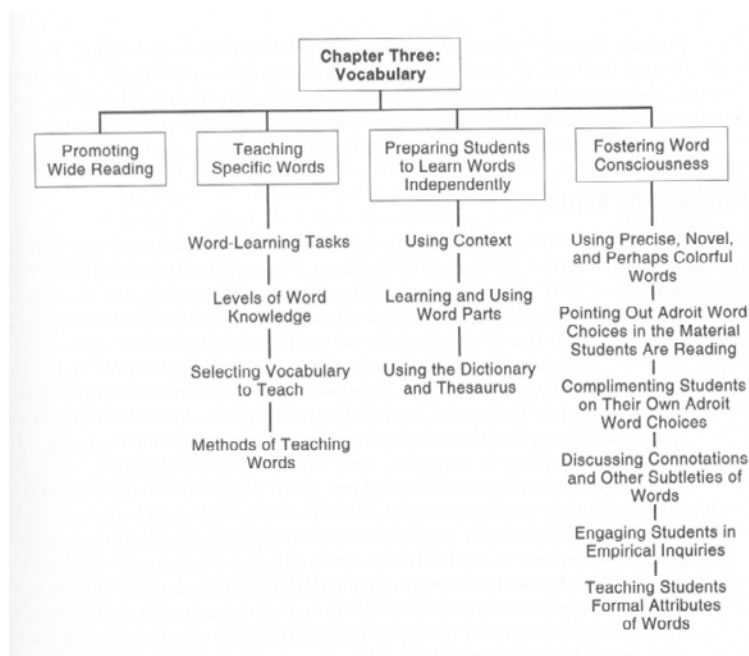 Chapter Three:
Vocabulary
Promoting
Wide Reading
Teaching
Specific Words
Word-Learning Tasks
Levels of Word
Knowledge
Selecting Vocabulary
to Teach
Methods of Teaching
Words
Preparing Students
to Learn Words
Independently
Using Context
Learning and Using
Word Parts
Using the Dictionary
and Thesaurus
Fostering Word
Consciousness
Using Precise, Novel,
and Perhaps Colorful
Words
Pointing Out Adroit Word
Choices in the Material
Students Are Reading
Complimenting Students
on Their Own Adroit
Word Choices
Discussing Connotations
and Other Subtleties of
Words
Engaging Students in
Empirical Inquiries
Teaching Students
Formal Attributes
of Words